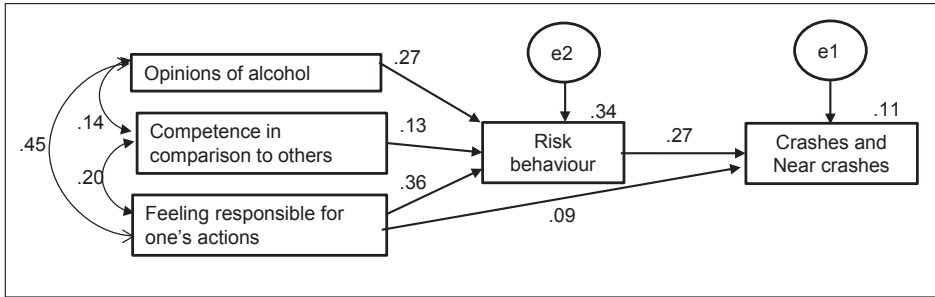 Opinions of alcohol
.27
e2
e1
.14
.45
Competence in
comparison to others
.13
.34
Risk
behaviour
.27
.11
Crashes and
Near crashes
.20
Feeling responsible for
one's actions
.36
.09